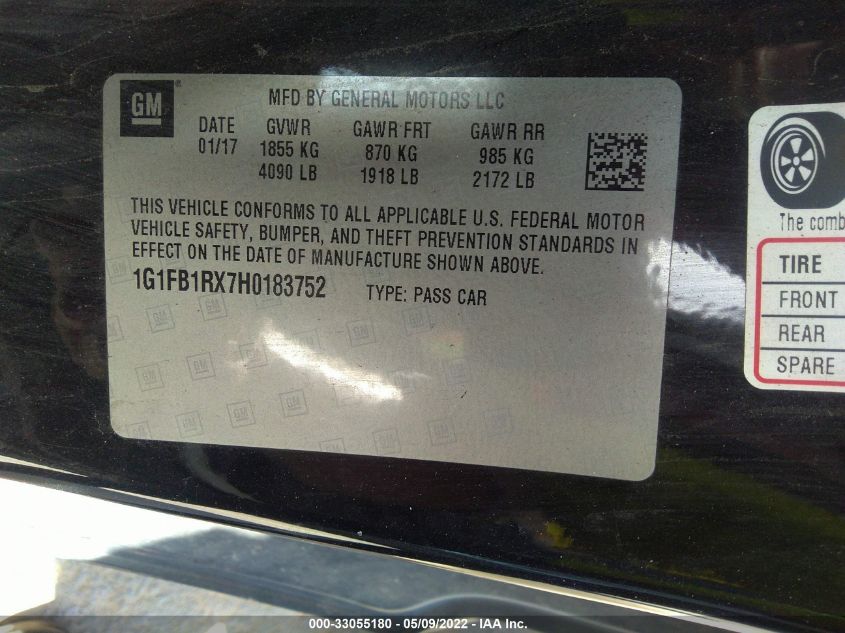 GM
MFD BY GENERAL MOTORS LLC
DATE GVWR GAWR FRT GAWR RR
01/17 1855 KG 870 KG 985 KG
4090 LB 1918 LB 2172 LB
THIS VEHICLE CONFORMS TO ALL APPLICABLE U.S. FEDERAL MOTOR
VEHICLE SAFETY, BUMPER, AND THEFT PREVENTION STANDARDS IN
EFFECT ON THE DATE OF MANUFACTURE SHOWN ABOVE.
1G1FB1RX7H0183752 TYPE: PASS CAR
The comb
TIRE
FRONT
REAR
SPARE
000-33055180 - 05/09/2022 - IAA Inc.